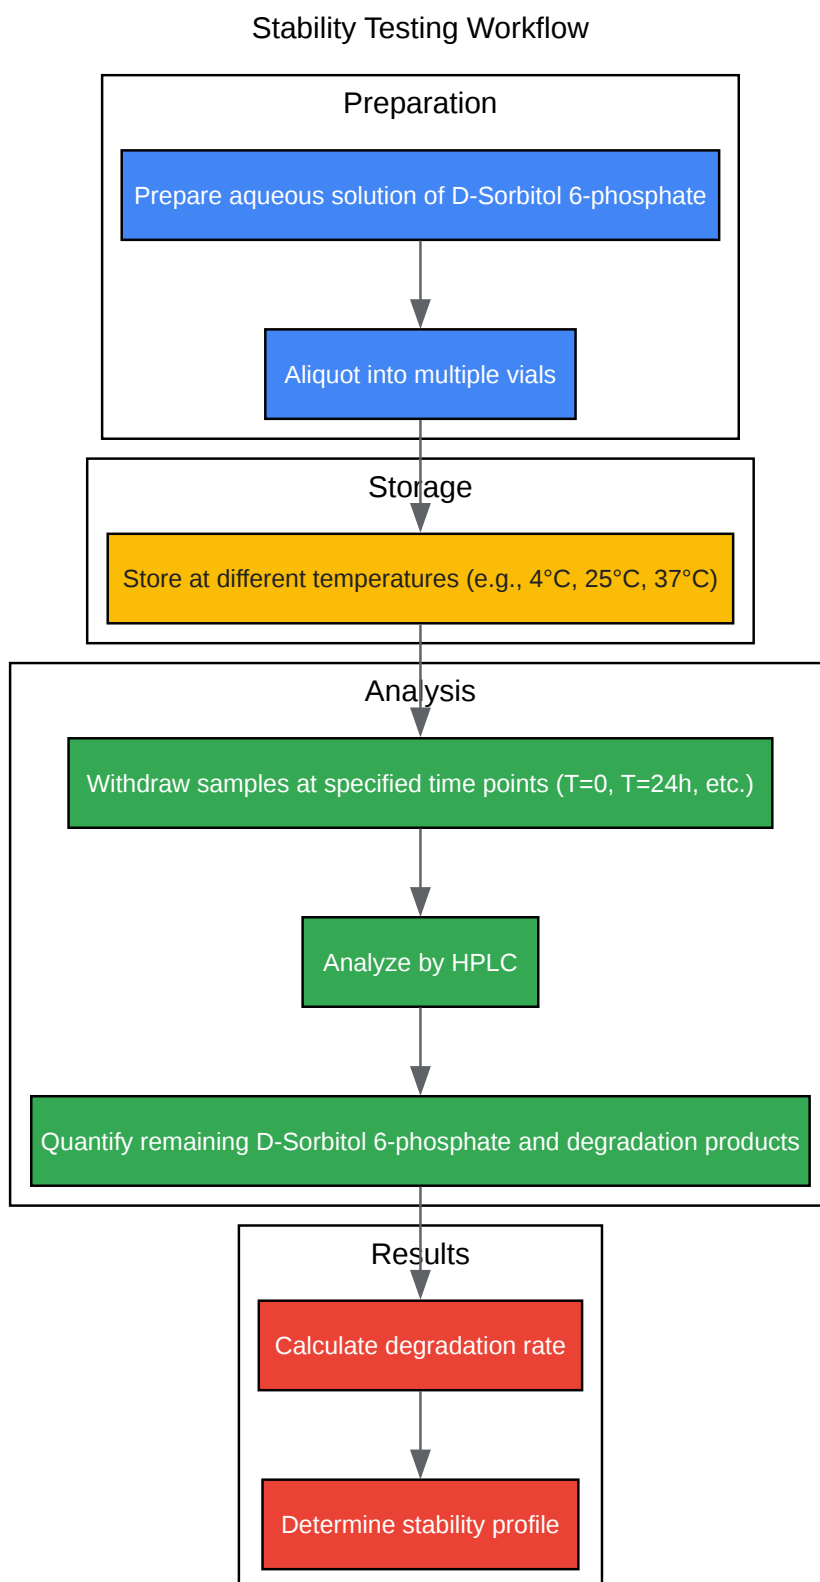 Stability Testing Workflow
Preparation
Prepare aqueous solution of D-Sorbitol 6-phosphate
Aliquot into multiple vials
Storage
Store at different temperatures (e.g., 4°C, 25°C, 37°C)
Analysis
Withdraw samples at specified time points (T=0, T=24h, etc.)
Analyze by HPLC
Quantify remaining D-Sorbitol 6-phosphate and degradation products
Results
Calculate degradation rate
Determine stability profile